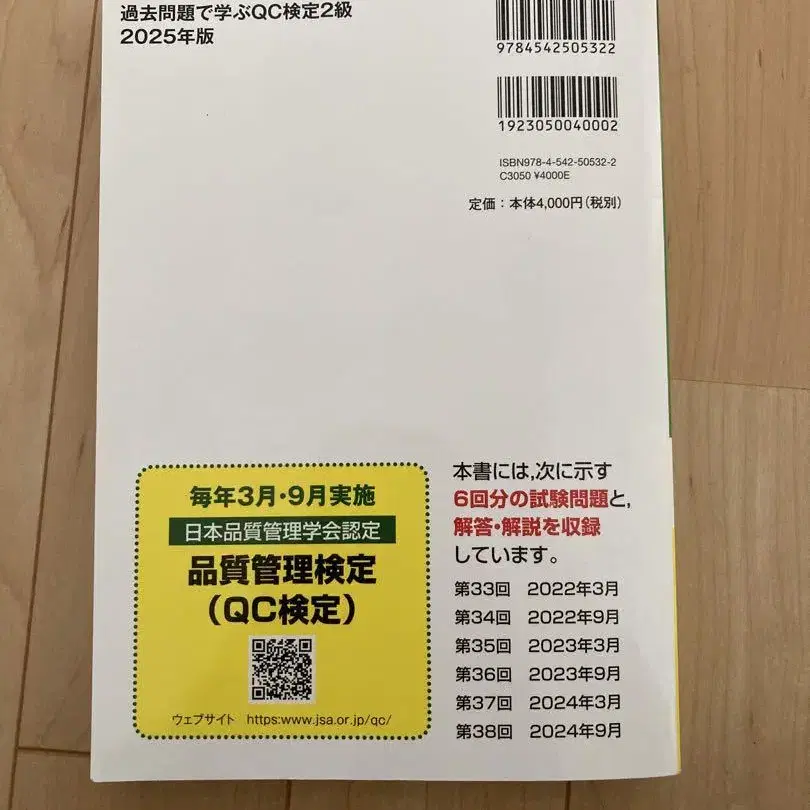 過去問題で学ぶQC検定2級
2025年版
9784542505322
1923050040002
ISBN978-4-542-50532-2
C3050 ¥4000E
定価：本体4,000円(税別)
毎年3月・9月実施
日本品質管理学会認定
品質管理検定
(QC検定)
ウェブサイト https:www.jsa.or.jp/qc/
本書には,次に示す
6回分の試験問題と,
解答・解説を収録
しています。
第33回 2022年3月
第34回 2022年9月
第35回 2023年3月
第36回 2023年9月
第37回 2024年3月
第38回 2024年9月